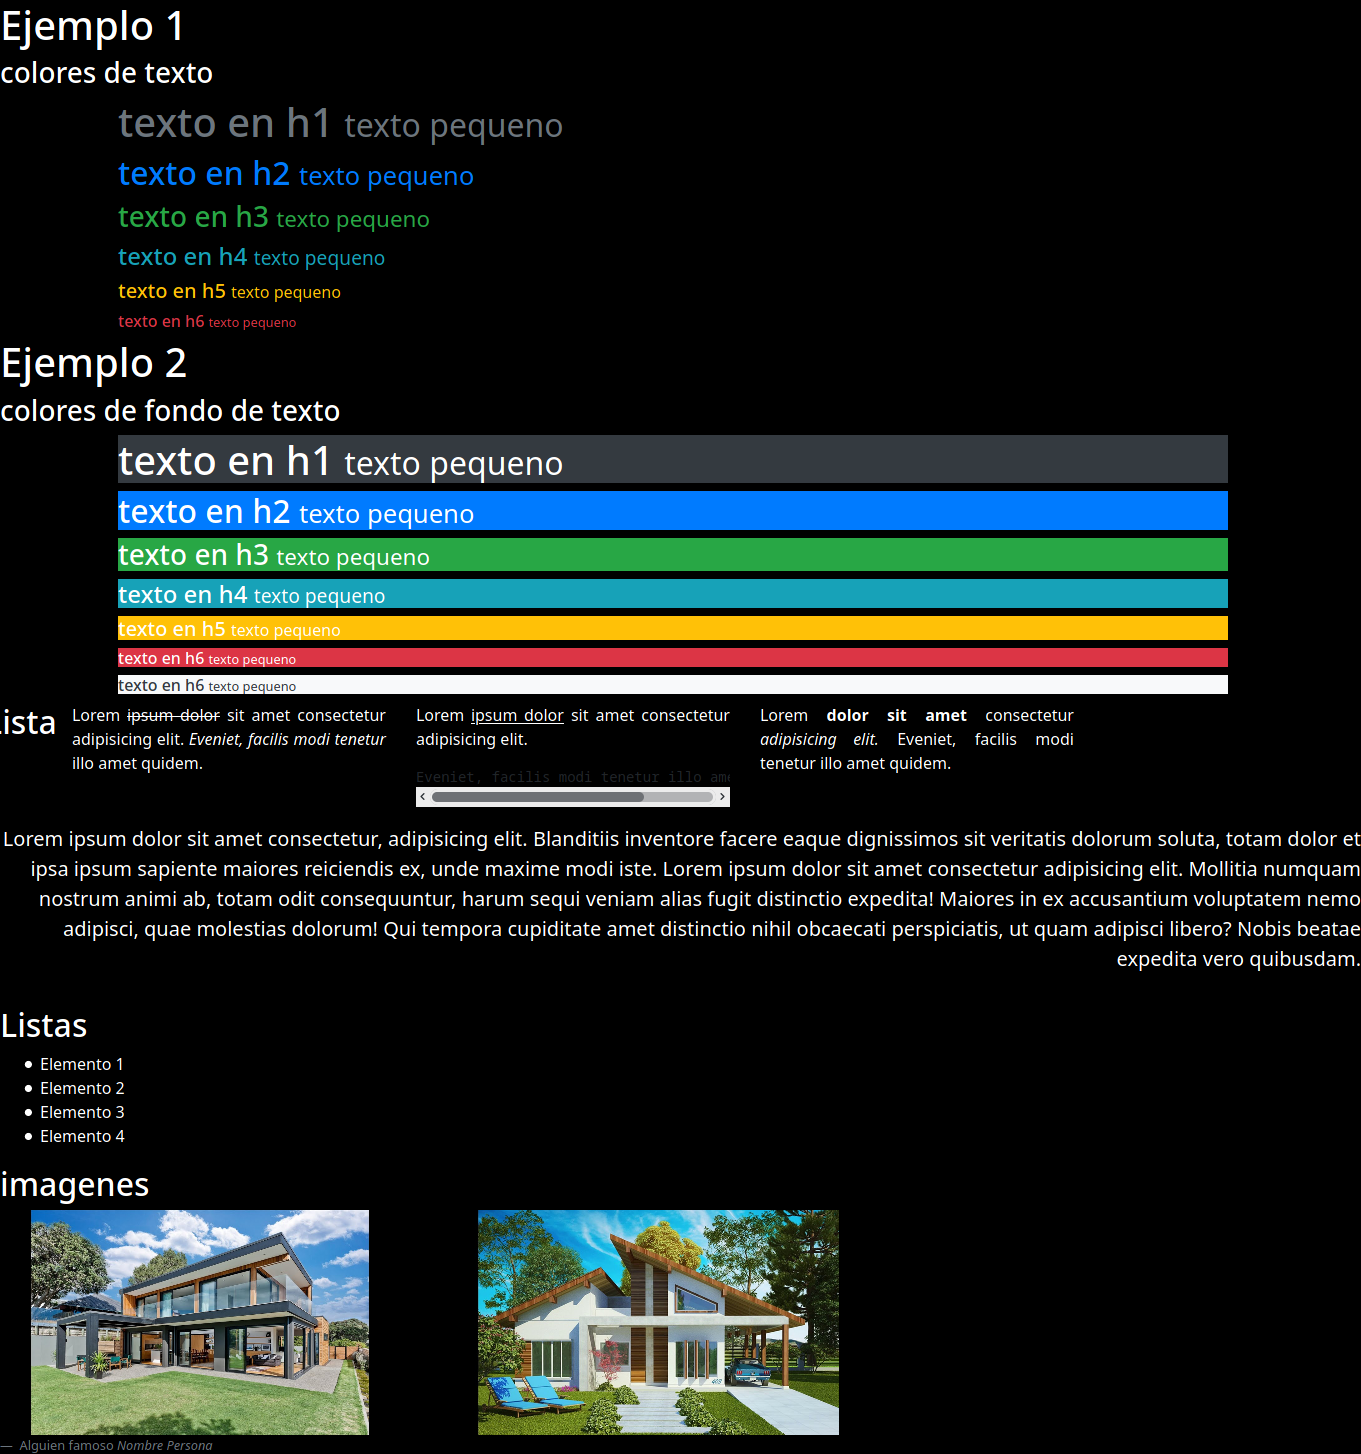 Ejemplo 1
colores de texto
texto en h1 texto pequeno
texto en h2 texto pequeno
texto en h3 texto pequeno
texto en h4 texto pequeno
texto en h5 texto pequeno
texto en h6 texto pequeno
Ejemplo 2
colores de fondo de texto
texto en h1 texto pequeno
texto en h2 texto pequeno
texto en h3 texto pequeno
texto en h4 texto pequeno
texto en h5 texto pequeno
texto en h6 texto pequeno
texto en h6 texto pequeno
Lista
Lorem ipsum dolor sit amet consectetur
adipisicing elit. Eveniet, facilis modi tenetur
illo amet quidem.
Lorem ipsum dolor sit amet consectetur
adipisicing elit.
Eveniet, facilis modi tenetur illo ame
Lorem dolor sit amet consectetur
adipisicing elit. Eveniet, facilis modi
tenetur illo amet quidem.
Lorem ipsum dolor sit amet consectetur, adipisicing elit. Blanditiis inventore facere eaque dignissimos sit veritatis dolorum soluta, totam dolor et
ipsa ipsum sapiente maiores reiciendis ex, unde maxime modi iste. Lorem ipsum dolor sit amet consectetur adipisicing elit. Mollitia numquam
nostrum animi ab, totam odit consequuntur, harum sequi veniam alias fugit distinctio expedita! Maiores in ex accusantium voluptatem nemo
adipisci, quae molestias dolorum! Qui tempora cupiditate amet distinctio nihil obcaecati perspiciatis, ut quam adipisci libero? Nobis beatae
expedita vero quibusdam.
Listas
Elemento 1
Elemento 2
Elemento 3
Elemento 4
imagenes
— Alguien famoso Nombre Persona